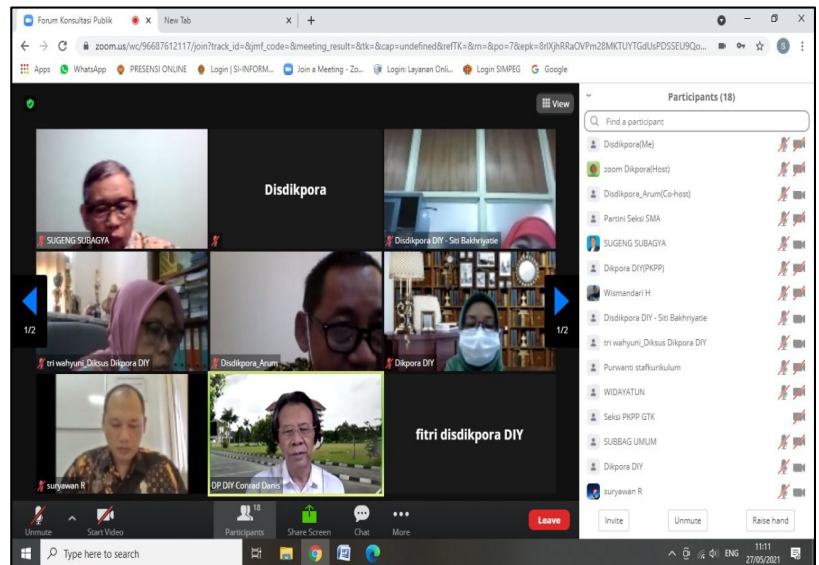 Forum Konsultasi Publik
New Tab
zoom.us/wc/96687612117/join?track_id=&jmf_code=&meeting_result=&tk=&cap=undefined&refTK=&rn=&po=7&epk=
Apps WhatsApp PRESENSI ONLINE Login | SI-INFORM... Join a Meeting - Zo... Login: Layanan Onli... Login SIMPEG Google
View
SUGENG SUBAGYA
Disdikpora
Disdikpora DIY - Siti Bakhriyatie
tri wahyuni_Diksus Dikpora DIY
Disdikpora_Arum
Dikpora DIY
1/2
1/2
suryawan R
DP DIY Conrad Danis
fitri disdikpora DIY
Unmute
Start Video
18
Participants
Share Screen
Chat
More
Leave
Participants (18)
Find a participant
Disdikpora(Me)
zoom Dikpora(Host)
Disdikpora_Arum(Co-host)
Partini Seksi SMA
SUGENG SUBAGYA
Dikpora DIY(PKPP)
Wismandari H
Disdikpora DIY - Siti Bakhriyatie
tri wahyuni_Diksus Dikpora DIY
Purwanti stafkurikulum
WIDAYATUN
Seksi PKPP GTK
SUBBAG UMUM
Dikpora DIY
suryawan R
Invite
Unmute
Raise hand
Type here to search
ENG
11:11
27/05/2021